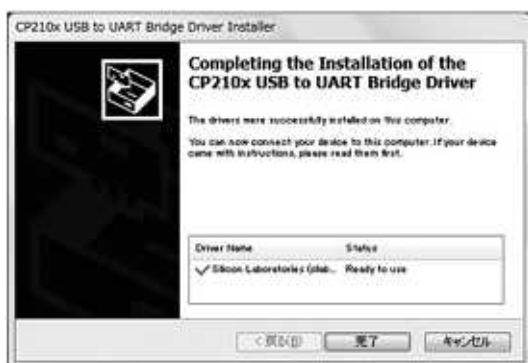 CP210x USB to UART Bridge Driver Installer
Completing the Installation of the
CP210x USB to UART Bridge Driver
The drivers were successfully installed on this computer.
You can now connect your device to this computer. If your device
came with instructions, please read them first.
Driver Name Status
Silicon Laboratories (slab... Ready to use
< 戻る(B) 完了 キャンセル